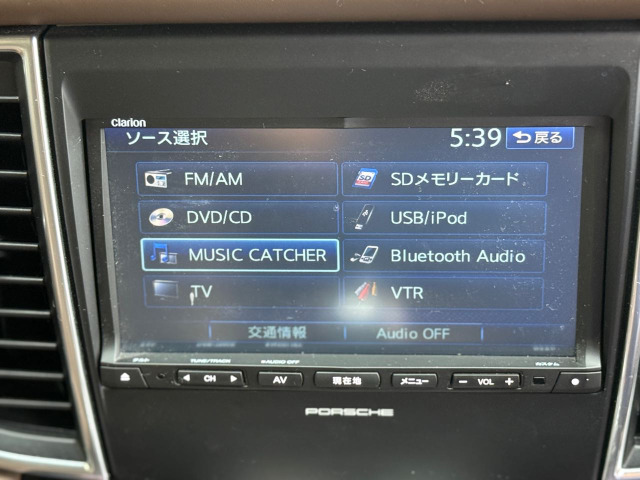 Clarion
ソース選択 5:39 戻る
FM/AM SDメモリーカード
DVD/CD USB/iPod
MUSIC CATCHER Bluetooth Audio
TV VTR
交通情報 Audio OFF
TUNE/TRACK
CH AV 現在地 メニュー − VOL +
PORSCHE